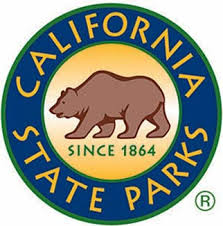 CALIFORNIA
SINCE 1864
STATE PARKS
®